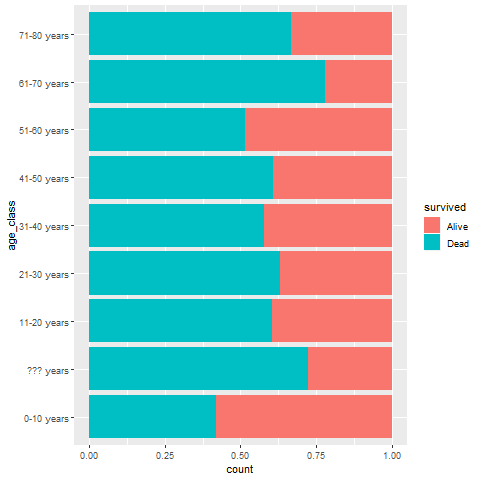 71-80 years
61-70 years
51-60 years
41-50 years
31-40 years
21-30 years
11-20 years
??? years
0-10 years
age_class
0.00 0.25 0.50 0.75 1.00
count
survived
Alive
Dead